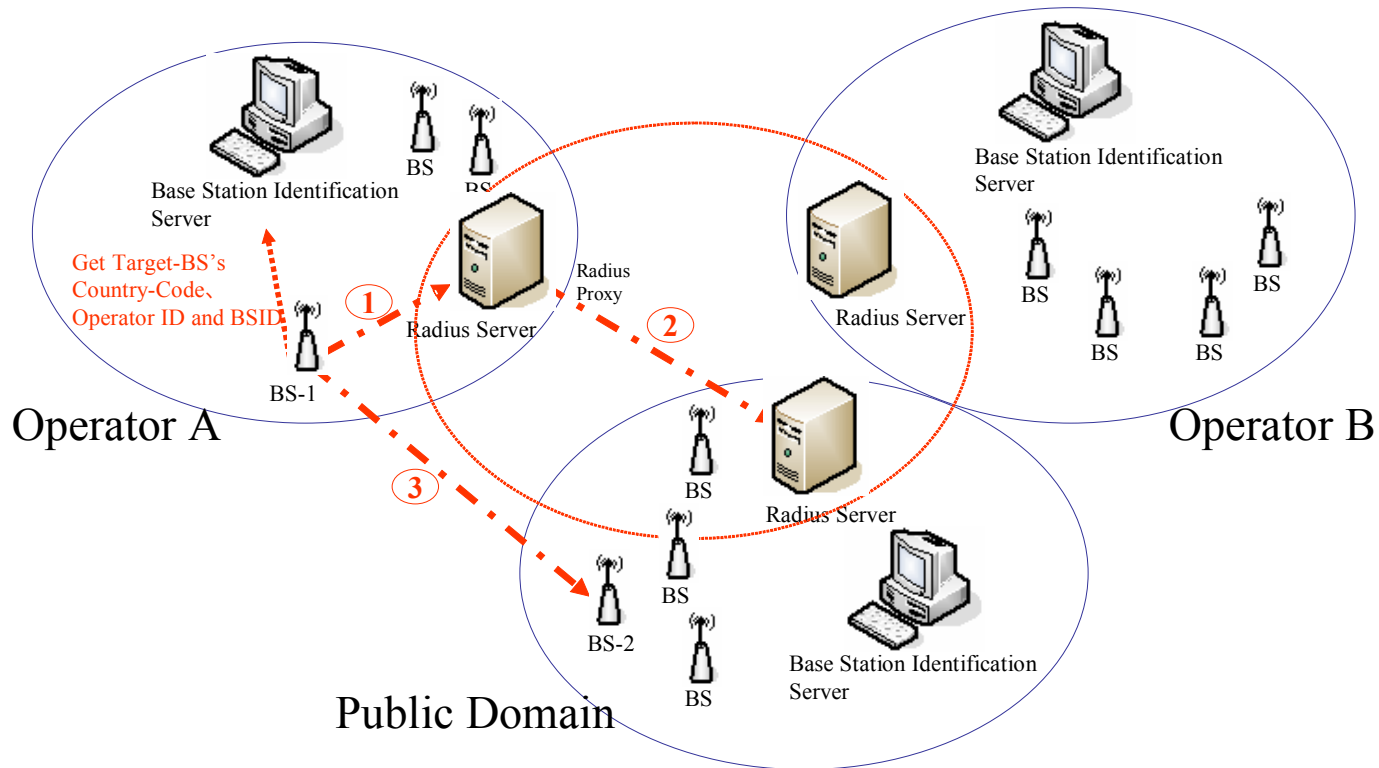 BS
BS
Base Station Identification
Server
Get Target-BS's
Country-Code、
Operator ID and BSID
1
Radius
Proxy
Radius Server
2
BS-1
Operator A
3
Base Station Identification
Server
BS
BS
BS
BS
Radius Server
Operator B
BS
Radius Server
BS
BS-2
BS
Base Station Identification
Server
Public Domain